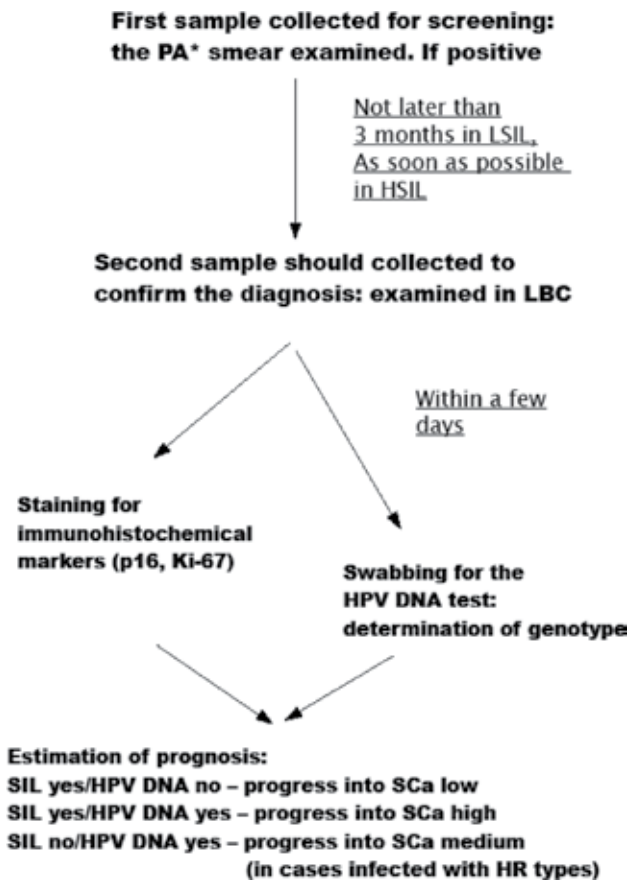 First sample collected for screening:
the PA* smear examined. If positive
Not later than
3 months in LSIL,
As soon as possible
in HSIL
Second sample should collected to
confirm the diagnosis: examined in LBC
Within a few
days
Staining for
immunohistochemical
markers (p16, Ki-67)
Swabbing for the
HPV DNA test:
determination of genotype
Estimation of prognosis:
SIL yes/HPV DNA no – progress into SCa low
SIL yes/HPV DNA yes – progress into SCa high
SIL no/HPV DNA yes – progress into SCa medium
(in cases infected with HR types)